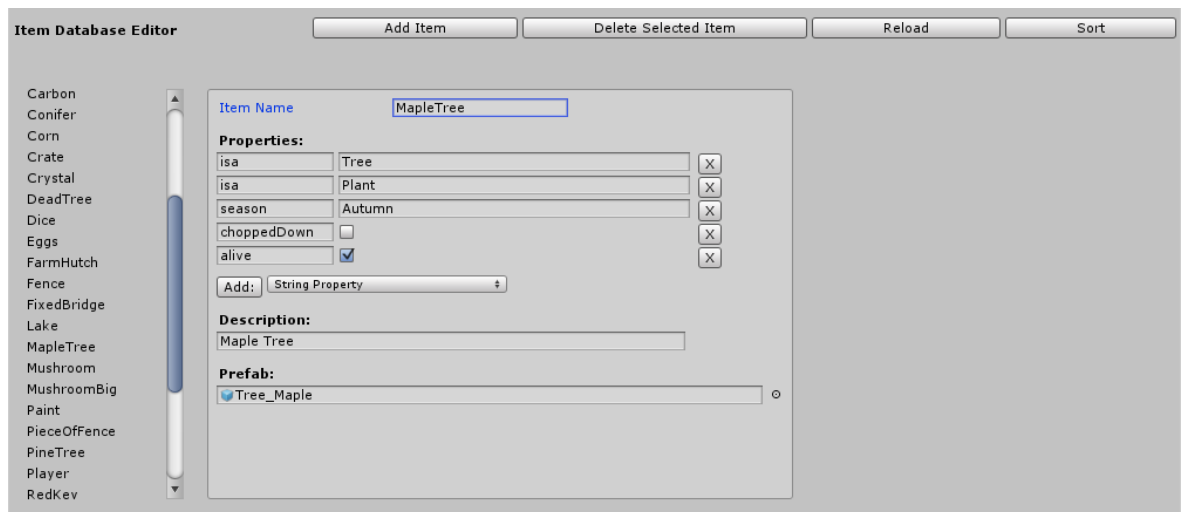 Item Database Editor
Add Item
Delete Selected Item
Reload
Sort
Carbon
Conifer
Corn
Crate
Crystal
DeadTree
Dice
Eggs
FarmHutch
Fence
FixedBridge
Lake
MapleTree
Mushroom
MushroomBig
Paint
PieceOfFence
PineTree
Player
RedKey
Item Name MapleTree
Properties:
isa Tree X
isa Plant X
season Autumn X
choppedDown X
alive X
Add: String Property
Description:
Maple Tree
Prefab:
Tree_Maple